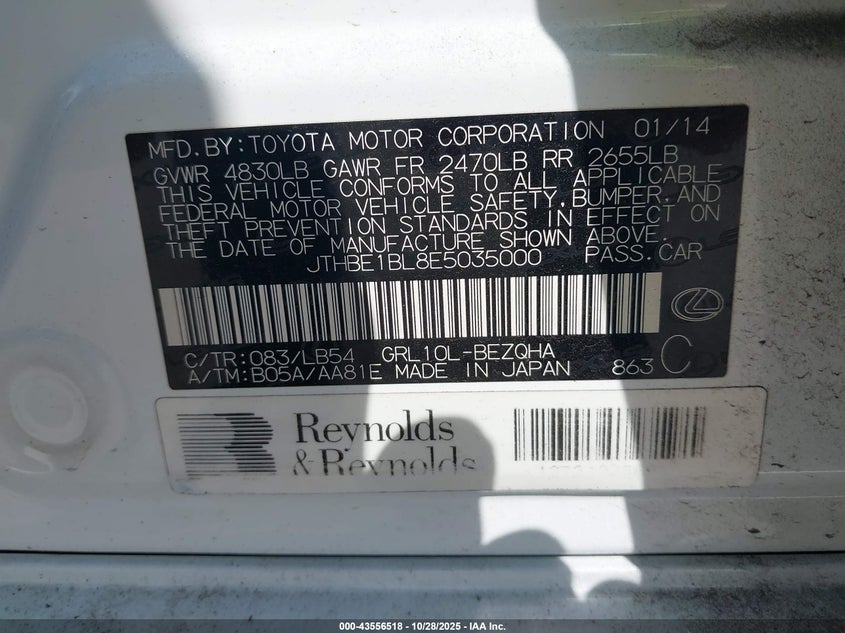 MFD.BY:TOYOTA MOTOR CORPORATION 01/14
GVWR 4830LB GAWR FR 2470LB RR 2655LB
THIS VEHICLE CONFORMS TO ALL APPLICABLE
FEDERAL MOTOR VEHICLE SAFETY,BUMPER,AND
THEFT PREVENTION STANDARDS IN EFFECT ON
THE DATE OF MANUFACTURE SHOWN ABOVE.
JTHBE1BL8E5035000 PASS.CAR
C/TR:083/LB54 GRL10L-BEZQHA
A/TM:B05A/AA81E MADE IN JAPAN 863 C
Reynolds
& Reynolds
000-43556518 | 10/28/2025 - IAA Inc.